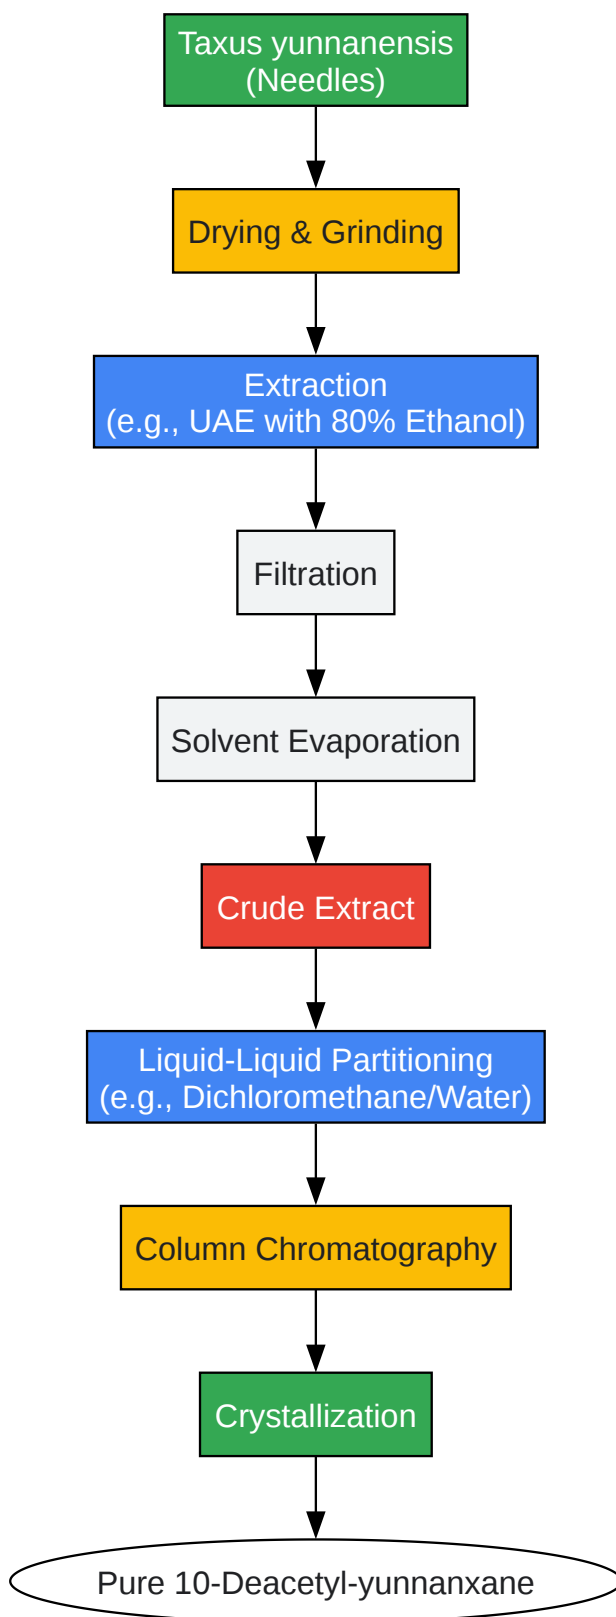 Taxus yunnanensis
(Needles)
Drying & Grinding
Extraction
(e.g., UAE with 80% Ethanol)
Filtration
Solvent Evaporation
Crude Extract
Liquid-Liquid Partitioning
(e.g., Dichloromethane/Water)
Column Chromatography
Crystallization
Pure 10-Deacetyl-yunnanxane